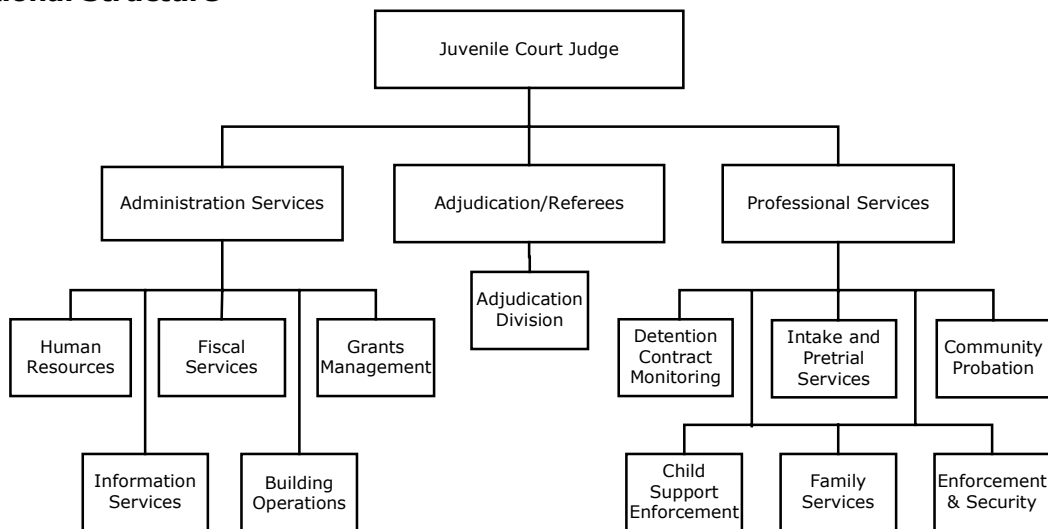 Juvenile Court Judge
Administration Services
Adjudication/Referees
Professional Services
Adjudication
Division
Human
Resources
Fiscal
Services
Grants
Management
Detention
Contract
Monitoring
Intake and
Pretrial
Services
Community
Probation
Information
Services
Building
Operations
Child
Support
Enforcement
Family
Services
Enforcement
& Security